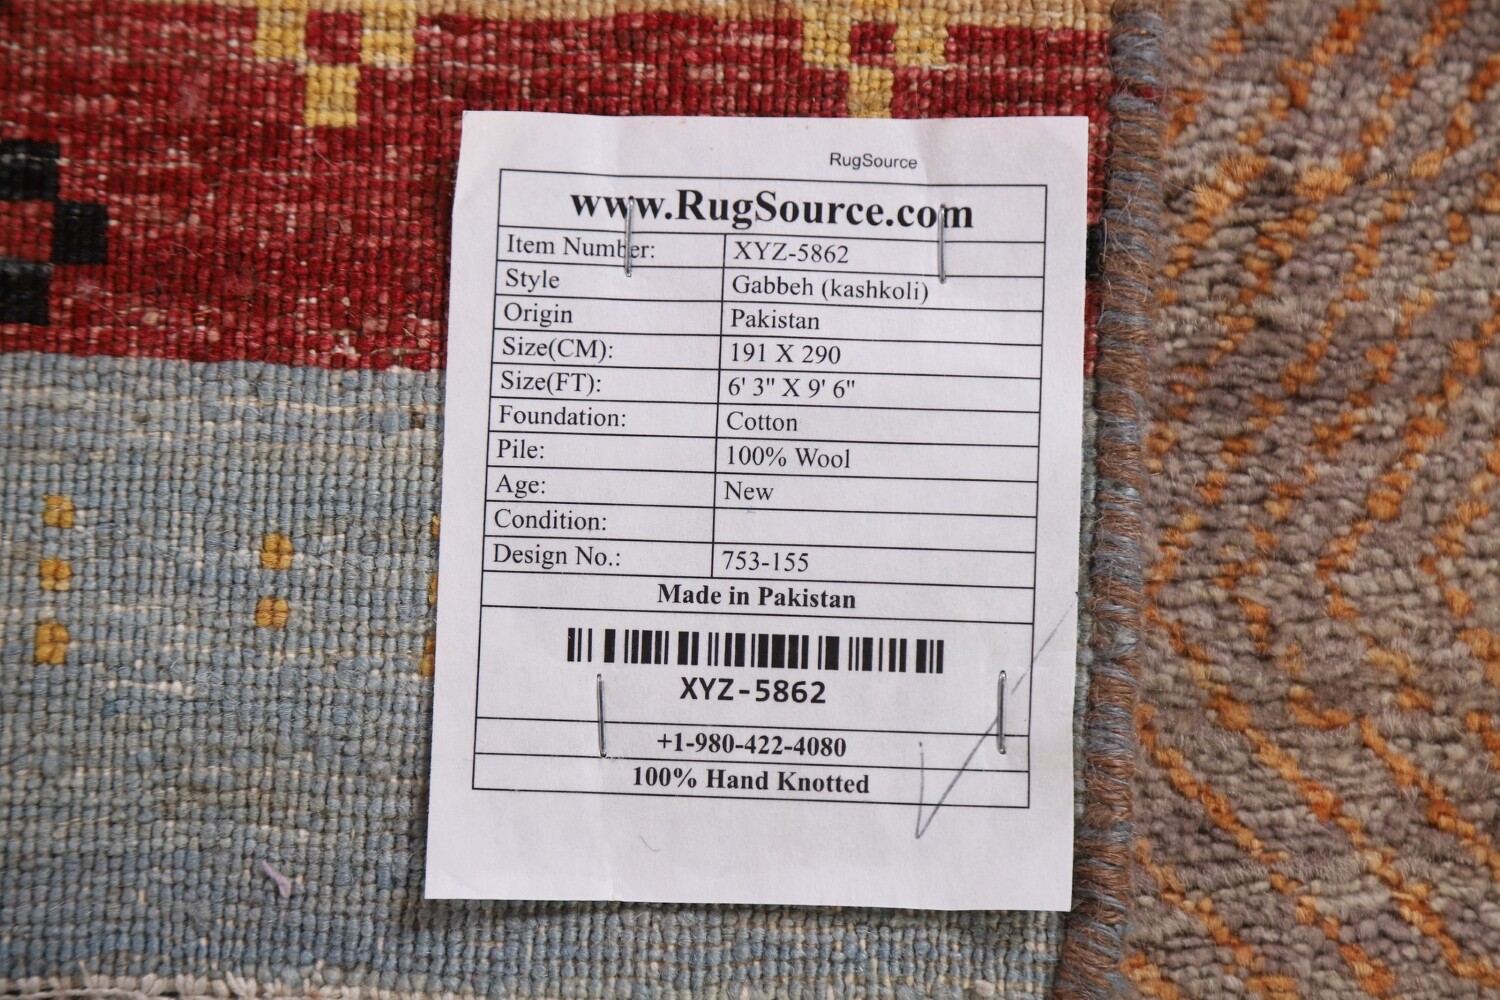 RugSource
www.RugSource.com
Item Number: XYZ-5862
Style Gabbeh (kashkoli)
Origin Pakistan
Size(CM): 191 X 290
Size(FT): 6' 3" X 9' 6"
Foundation: Cotton
Pile: 100% Wool
Age: New
Condition:
Design No.: 753-155
Made in Pakistan
XYZ-5862
+1-980-422-4080
100% Hand Knotted